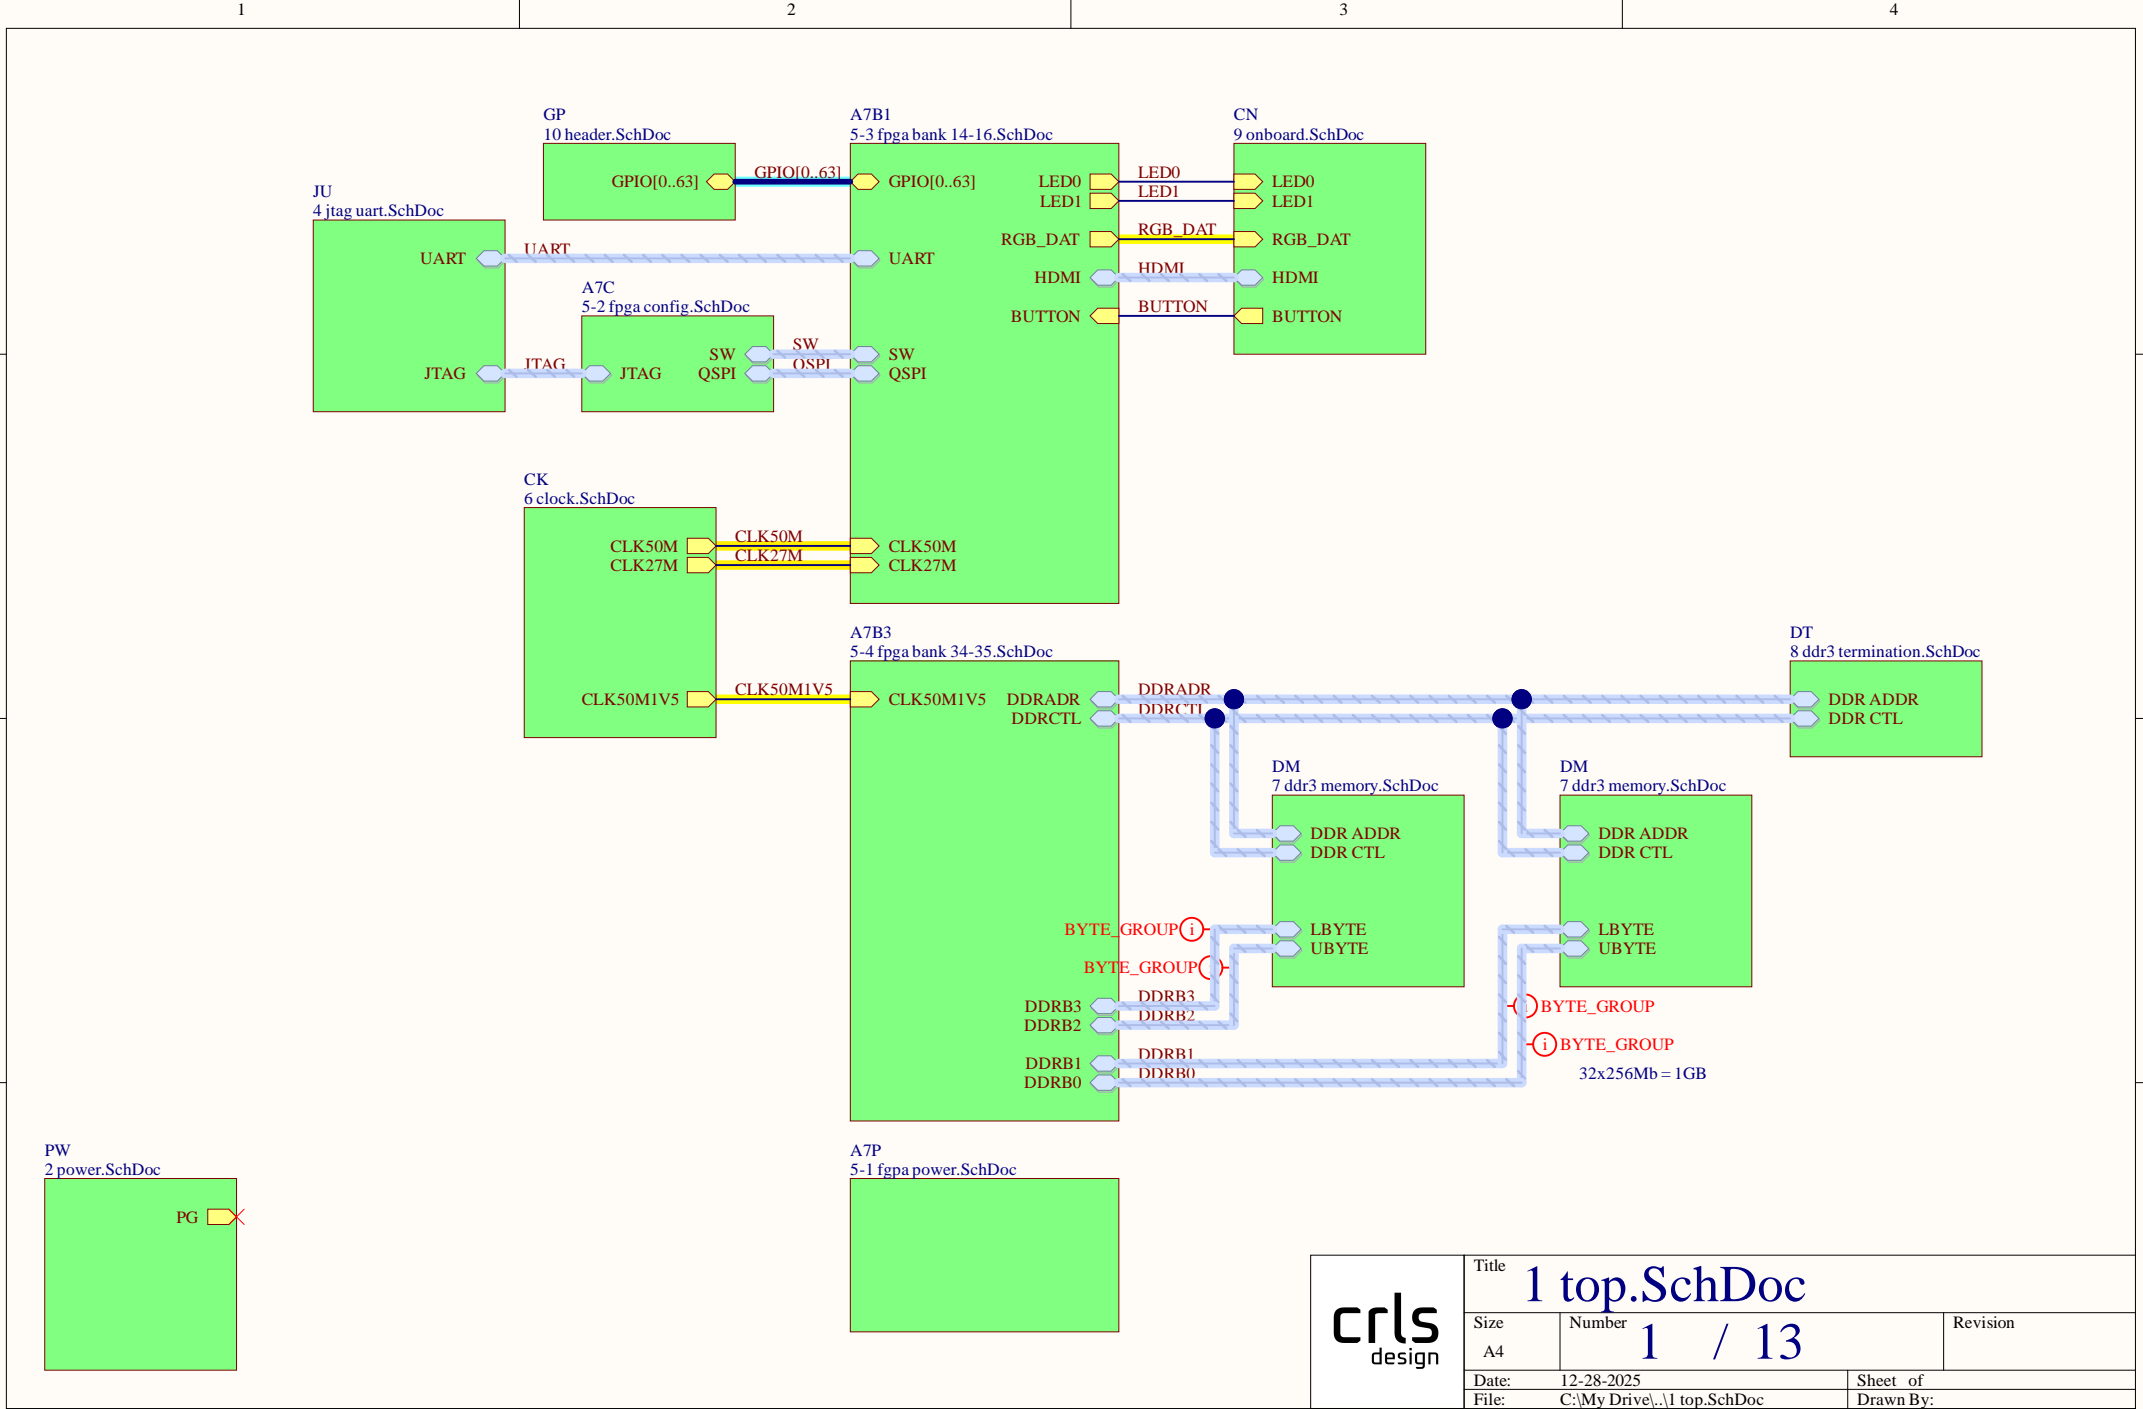 1
2
3
4
GP
10 header.SchDoc
GPIO[0..63]
GPIO[0..63]
A7B1
5-3 fpga bank 14-16.SchDoc
GPIO[0..63]
UART
SW
QSPI
CLK50M
CLK27M
LED0
LED1
RGB_DAT
HDMI
BUTTON
LED0
LED1
RGB_DAT
HDMI
BUTTON
CN
9 onboard.SchDoc
LED0
LED1
RGB_DAT
HDMI
BUTTON
JU
4 jtag uart.SchDoc
UART
JTAG
UART
JTAG
A7C
5-2 fpga config.SchDoc
JTAG
SW
QSPI
SW
QSPI
CK
6 clock.SchDoc
CLK50M
CLK27M
CLK50M1V5
CLK50M
CLK27M
CLK50M1V5
A7B3
5-4 fpga bank 34-35.SchDoc
CLK50M1V5
DDRADR
DDRCTL
DDRB3
DDRB2
DDRB1
DDRB0
DDRADR
DDRCTL
DT
8 ddr3 termination.SchDoc
DDR ADDR
DDR CTL
DM
7 ddr3 memory.SchDoc
DDR ADDR
DDR CTL
LBYTE
UBYTE
DM
7 ddr3 memory.SchDoc
DDR ADDR
DDR CTL
LBYTE
UBYTE
BYTE_GROUP i
BYTE_GROUP
DDRB3
DDRB2
DDRB1
DDRB0
i BYTE_GROUP
i BYTE_GROUP
32x256Mb = 1GB
PW
2 power.SchDoc
PG
A7P
5-1 fgpa power.SchDoc
crls
design
Title
1 top.SchDoc
Size
A4
Number
1 / 13
Revision
Date: 12-28-2025
Sheet of
File: C:\My Drive\..\1 top.SchDoc
Drawn By: